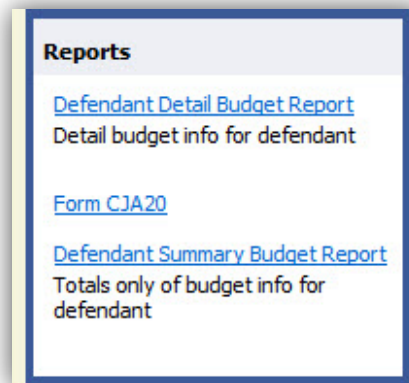 Reports
Defendant Detail Budget Report
Detail budget info for defendant
Form CJA20
Defendant Summary Budget Report
Totals only of budget info for
defendant